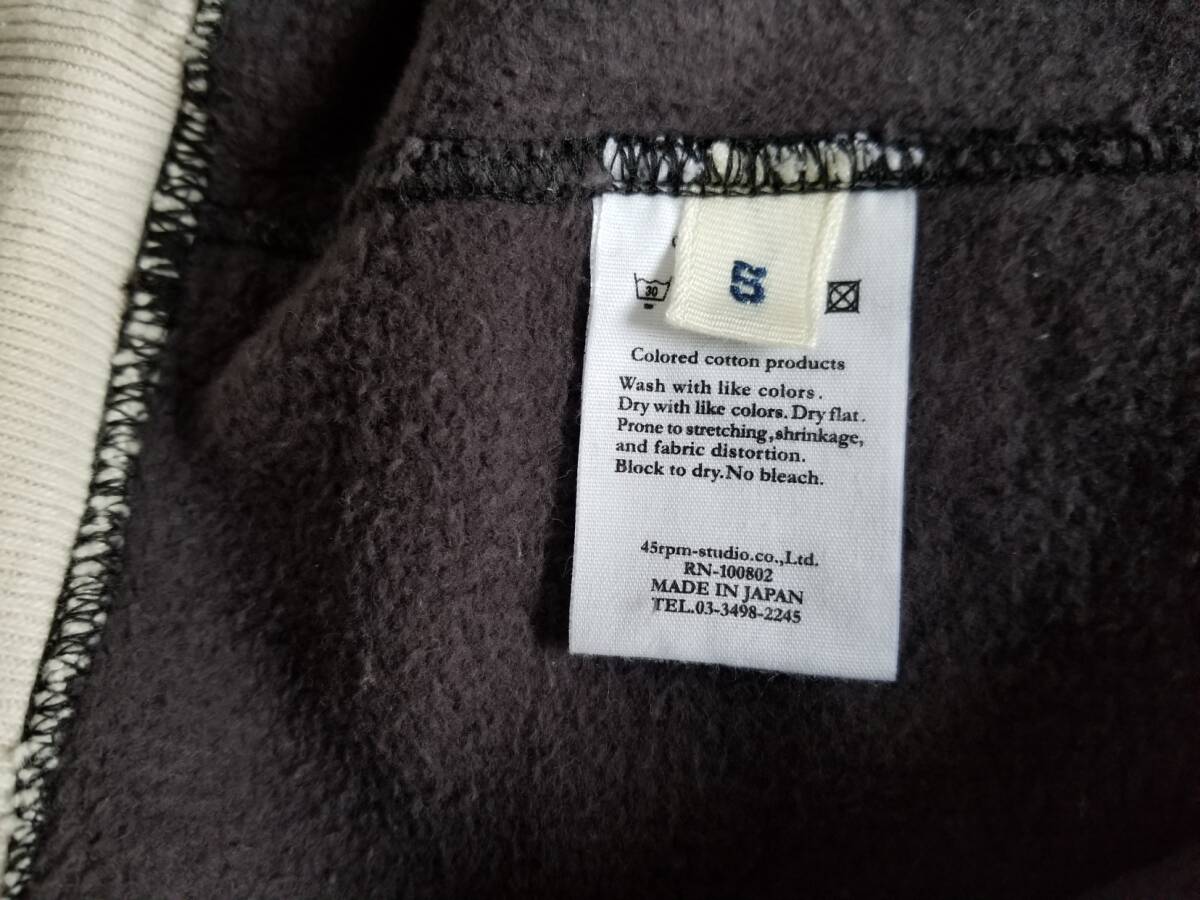 5
30
Colored cotton products
Wash with like colors.
Dry with like colors. Dry flat.
Prone to stretching,shrinkage,
and fabric distortion.
Block to dry.No bleach.
45rpm-studio.co.,Ltd.
RN-100802
MADE IN JAPAN
TEL.03-3498-2245